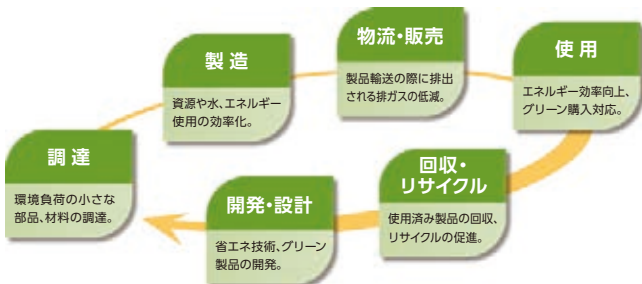 調達
環境負荷の小さな
部品、材料の調達。
製造
資源や水、エネルギー
使用の効率化。
物流・販売
製品輸送の際に排出
される排ガスの低減。
使用
エネルギー効率向上、
グリーン購入対応。
回収・
リサイクル
使用済み製品の回収、
リサイクルの促進。
開発・設計
省エネ技術、グリーン
製品の開発。